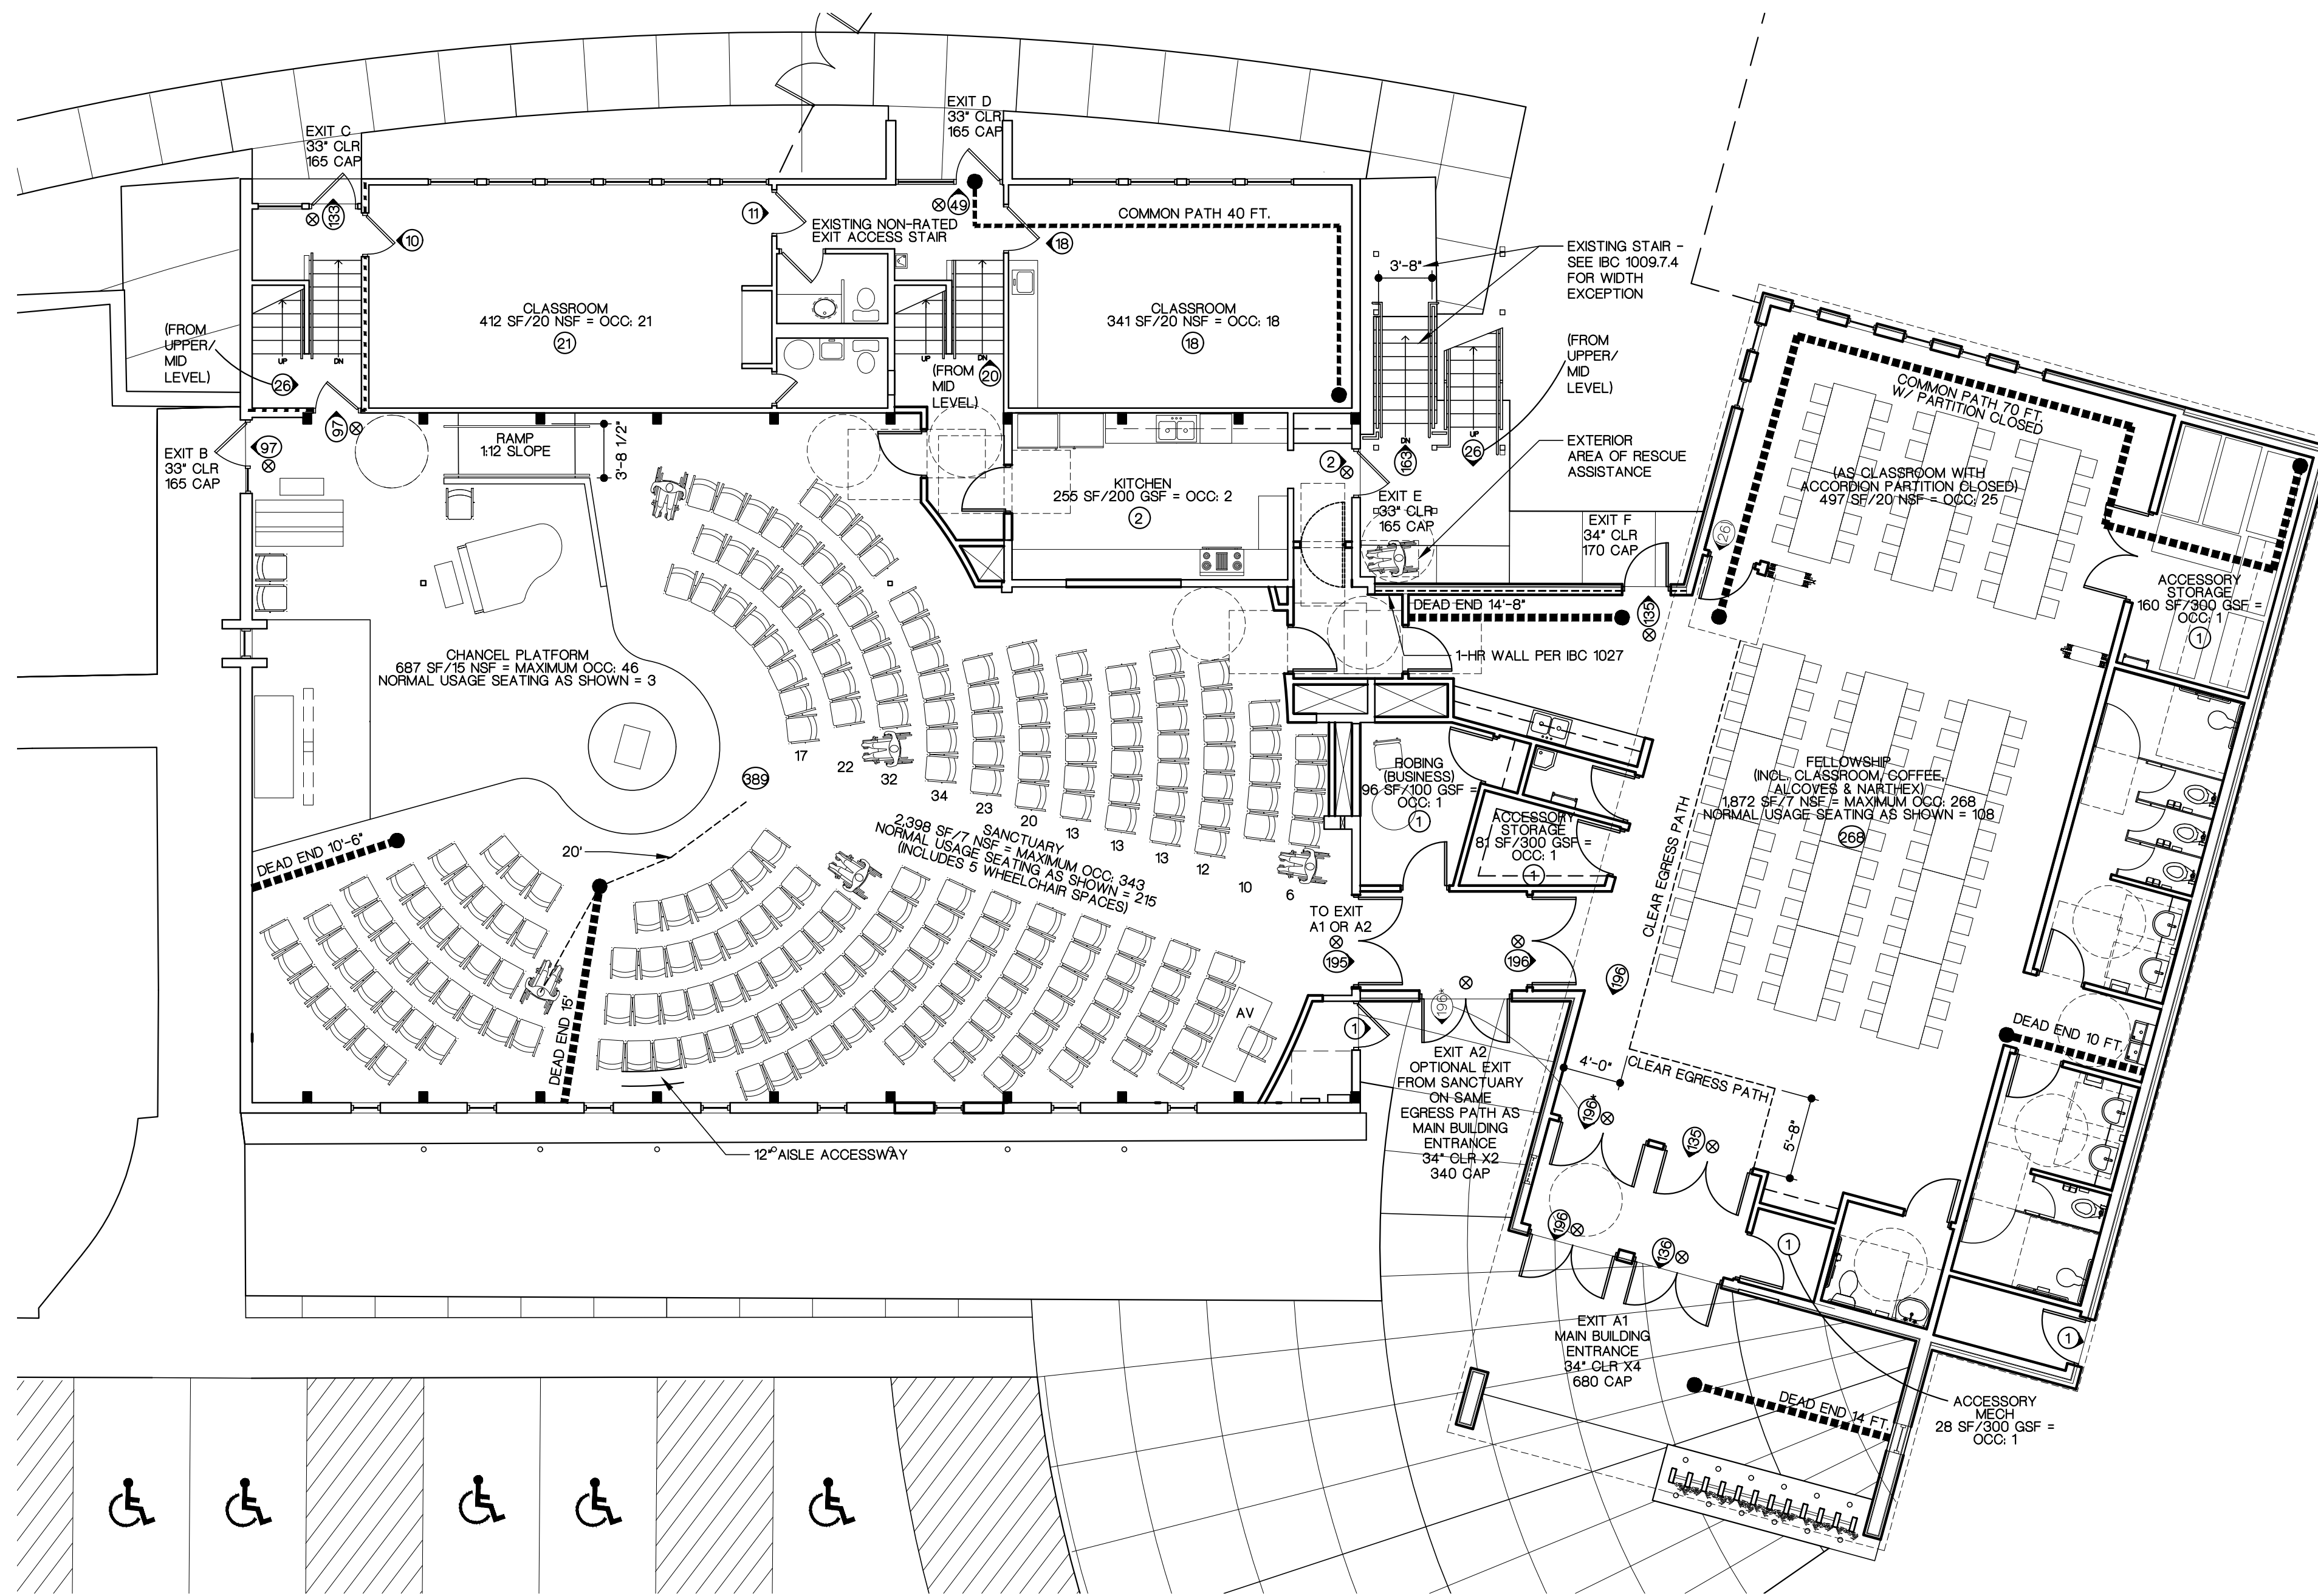 EXIT D
33" CLR
165 CAP
EXIT C
33" CLR
165 CAP
133
10
11
49
EXISTING NON-RATED
EXIT ACCESS STAIR
18
COMMON PATH 40 FT.
3'-8"
EXISTING STAIR -
SEE IBC 1009.7.4
FOR WIDTH
EXCEPTION
CLASSROOM
412 SF/20 NSF = OCC: 21
21
CLASSROOM
341 SF/20 NSF = OCC: 18
18
(FROM
UPPER/
MID
LEVEL)
26
UP
DN
UP
DN
(FROM
MID
LEVEL)
20
(FROM
UPPER/
MID
LEVEL)
DN
UP
163
26
EXTERIOR
AREA OF RESCUE
ASSISTANCE
EXIT B
33" CLR
165 CAP
97
97
RAMP
1:12 SLOPE
3'-8 1/2"
KITCHEN
255 SF/200 GSF = OCC: 2
2
2
EXIT E
33" CLR
165 CAP
EXIT F
34" CLR
170 CAP
COMMON PATH 70 FT.
W/ PARTITION CLOSED
(AS CLASSROOM WITH
ACCORDION PARTITION CLOSED)
497 SF/20 NSF = OCC: 25
(26)
ACCESSORY
STORAGE
160 SF/300 GSF =
OCC: 1
1
DEAD END 14'-8"
135
1-HR WALL PER IBC 1027
CHANCEL PLATFORM
687 SF/15 NSF = MAXIMUM OCC: 46
NORMAL USAGE SEATING AS SHOWN = 3
389
17
22
32
34
23
20
13
13
13
12
10
6
SANCTUARY
2,398 SF/7 NSF = MAXIMUM OCC: 343
NORMAL USAGE SEATING AS SHOWN = 215
(INCLUDES 5 WHEELCHAIR SPACES)
20'
DEAD END 10'-6"
DEAD END 15'
AV
12" AISLE ACCESSWAY
ROBING
(BUSINESS)
96 SF/100 GSF =
OCC: 1
1
ACCESSORY
STORAGE
81 SF/300 GSF =
OCC: 1
1
FELLOWSHIP
(INCL. CLASSROOM, COFFEE,
ALCOVES & NARTHEX)
1,872 SF/7 NSF = MAXIMUM OCC: 268
NORMAL USAGE SEATING AS SHOWN = 108
268
CLEAR EGRESS PATH
TO EXIT
A1 OR A2
195
196
196
196*
1
EXIT A2
OPTIONAL EXIT
FROM SANCTUARY
ON SAME
EGRESS PATH AS
MAIN BUILDING
ENTRANCE
34" CLR X2
340 CAP
4'-0"
CLEAR EGRESS PATH
5'-8"
DEAD END 10 FT.
196*
135
196
136
1
1
EXIT A1
MAIN BUILDING
ENTRANCE
34" CLR X4
680 CAP
DEAD END 14 FT.
ACCESSORY
MECH
28 SF/300 GSF =
OCC: 1